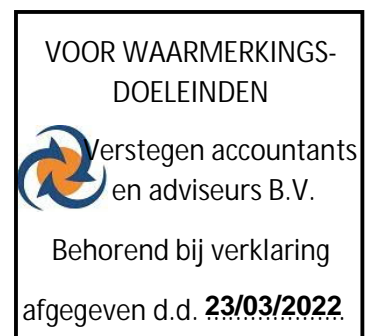 VOOR WAARMERKINGS-
DOELEINDEN
Verstegen accountants
en adviseurs B.V.
Behorend bij verklaring
afgegeven d.d. 23/03/2022